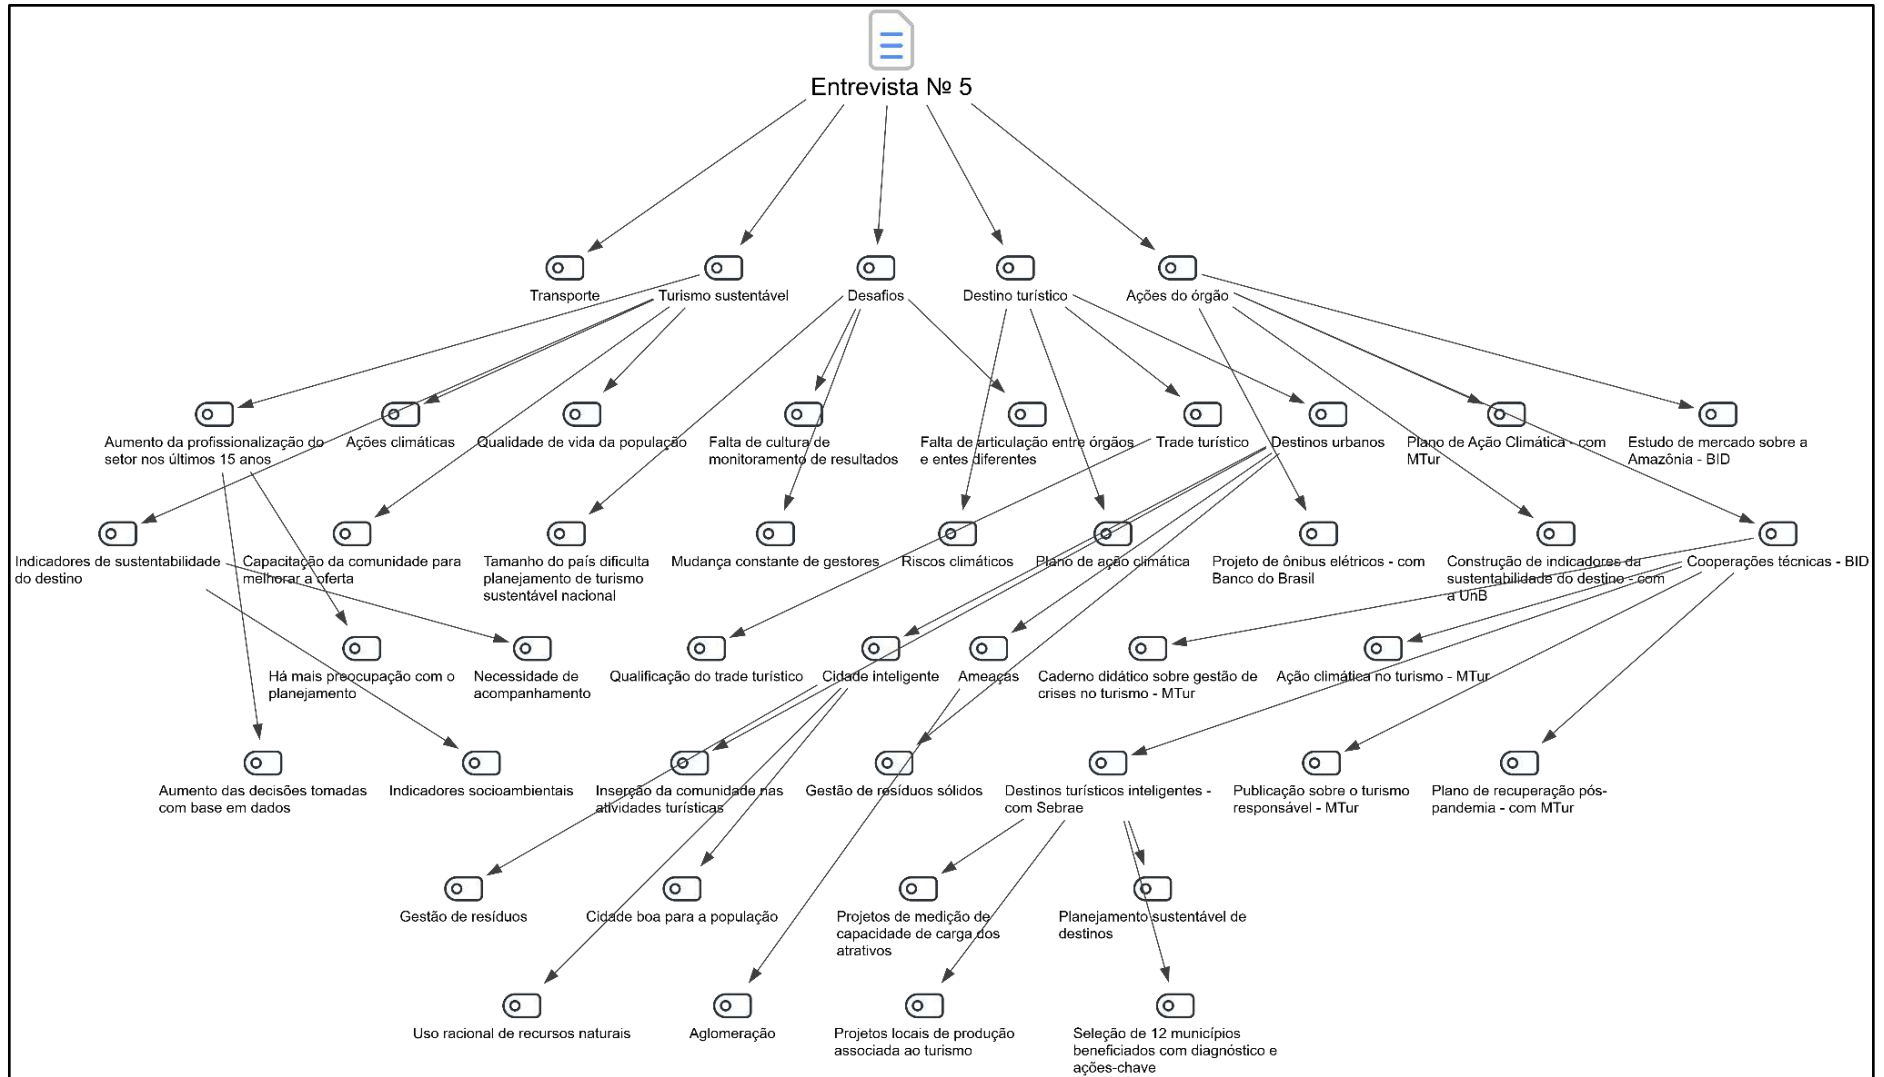 Entrevista № 5
Transporte
Turismo sustentável
Desafios
Destino turístico
Ações do órgão
Aumento da profissionalização do
setor nos últimos 15 anos
Ações climáticas
Qualidade de vida da população
Falta de cultura de
monitoramento de resultados
Falta de articulação entre órgãos
e entes diferentes
Trade turístico
Destinos urbanos
Plano de Ação Climática - com
MTur
Estudo de mercado sobre a
Amazônia - BID
Indicadores de sustentabilidade
do destino
Capacitação da comunidade para
melhorar a oferta
Tamanho do país dificulta
planejamento de turismo
sustentável nacional
Mudança constante de gestores
Riscos climáticos
Plano de ação climática
Projeto de ônibus elétricos - com
Banco do Brasil
Construção de indicadores da
sustentabilidade do destino - com
a UnB
Cooperações técnicas - BID
Há mais preocupação com o
planejamento
Necessidade de
acompanhamento
Qualificação do trade turístico
Cidade inteligente
Ameaças
Caderno didático sobre gestão de
crises no turismo - MTur
Ação climática no turismo - MTur
Aumento das decisões tomadas
com base em dados
Indicadores socioambientais
Inserção da comunidade nas
atividades turísticas
Gestão de resíduos sólidos
Destinos turísticos inteligentes -
com Sebrae
Publicação sobre o turismo
responsável - MTur
Plano de recuperação pós-
pandemia - com MTur
Gestão de resíduos
Cidade boa para a população
Projetos de medição de
capacidade de carga dos
atrativos
Planejamento sustentável de
destinos
Uso racional de recursos naturais
Aglomeração
Projetos locais de produção
associada ao turismo
Seleção de 12 municípios
beneficiados com diagnóstico e
ações-chave